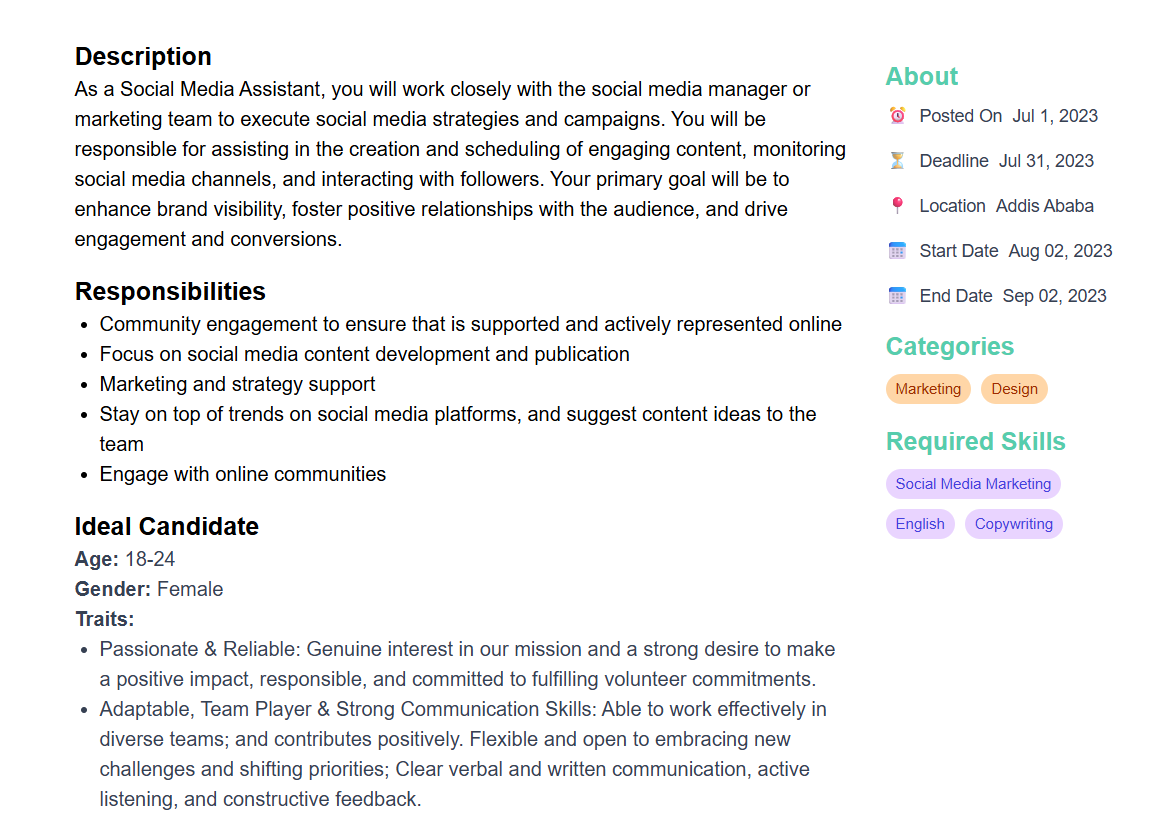 Description
As a Social Media Assistant, you will work closely with the social media manager or
marketing team to execute social media strategies and campaigns. You will be
responsible for assisting in the creation and scheduling of engaging content, monitoring
social media channels, and interacting with followers. Your primary goal will be to
enhance brand visibility, foster positive relationships with the audience, and drive
engagement and conversions.
Responsibilities
• Community engagement to ensure that is supported and actively represented online
• Focus on social media content development and publication
• Marketing and strategy support
• Stay on top of trends on social media platforms, and suggest content ideas to the
team
• Engage with online communities
Ideal Candidate
Age: 18-24
Gender: Female
Traits:
• Passionate & Reliable: Genuine interest in our mission and a strong desire to make
a positive impact, responsible, and committed to fulfilling volunteer commitments.
• Adaptable, Team Player & Strong Communication Skills: Able to work effectively in
diverse teams; and contributes positively. Flexible and open to embracing new
challenges and shifting priorities; Clear verbal and written communication, active
listening, and constructive feedback.
About
Posted On Jul 1, 2023
Deadline Jul 31, 2023
Location Addis Ababa
Start Date Aug 02, 2023
End Date Sep 02, 2023
Categories
Marketing Design
Required Skills
Social Media Marketing
English Copywriting